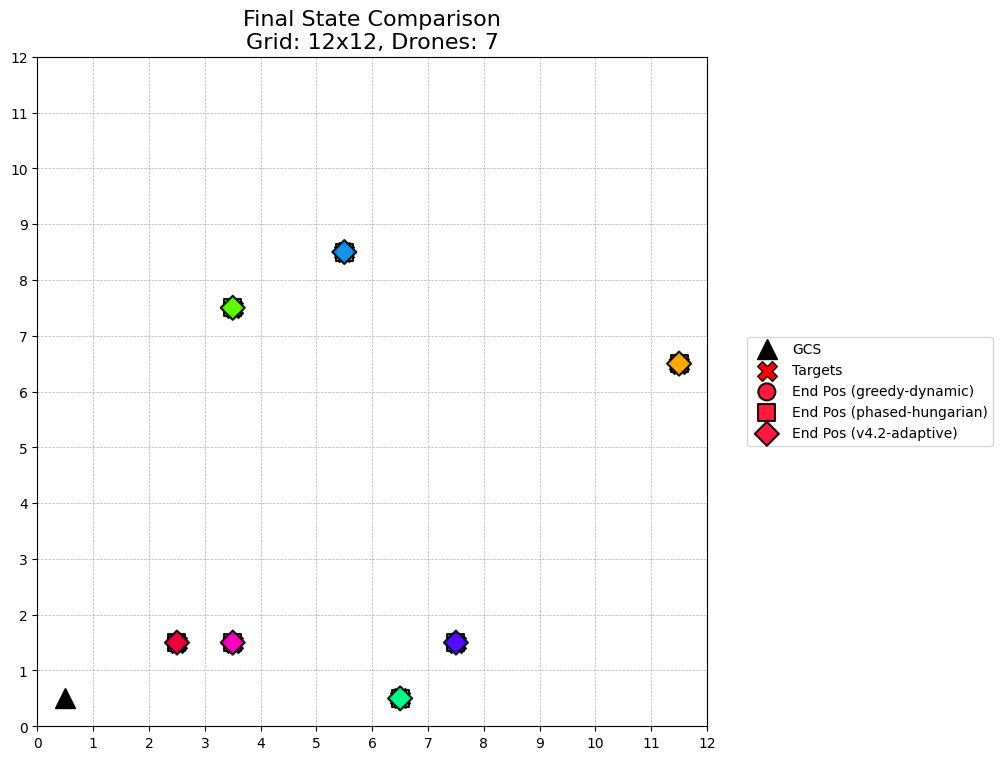 Final State Comparison
Grid: 12x12, Drones: 7
12
11
10
9
8
7
6
5
4
3
2
1
0
0 1 2 3 4 5 6 7 8 9 10 11 12
GCS
Targets
End Pos (greedy-dynamic)
End Pos (phased-hungarian)
End Pos (v4.2-adaptive)